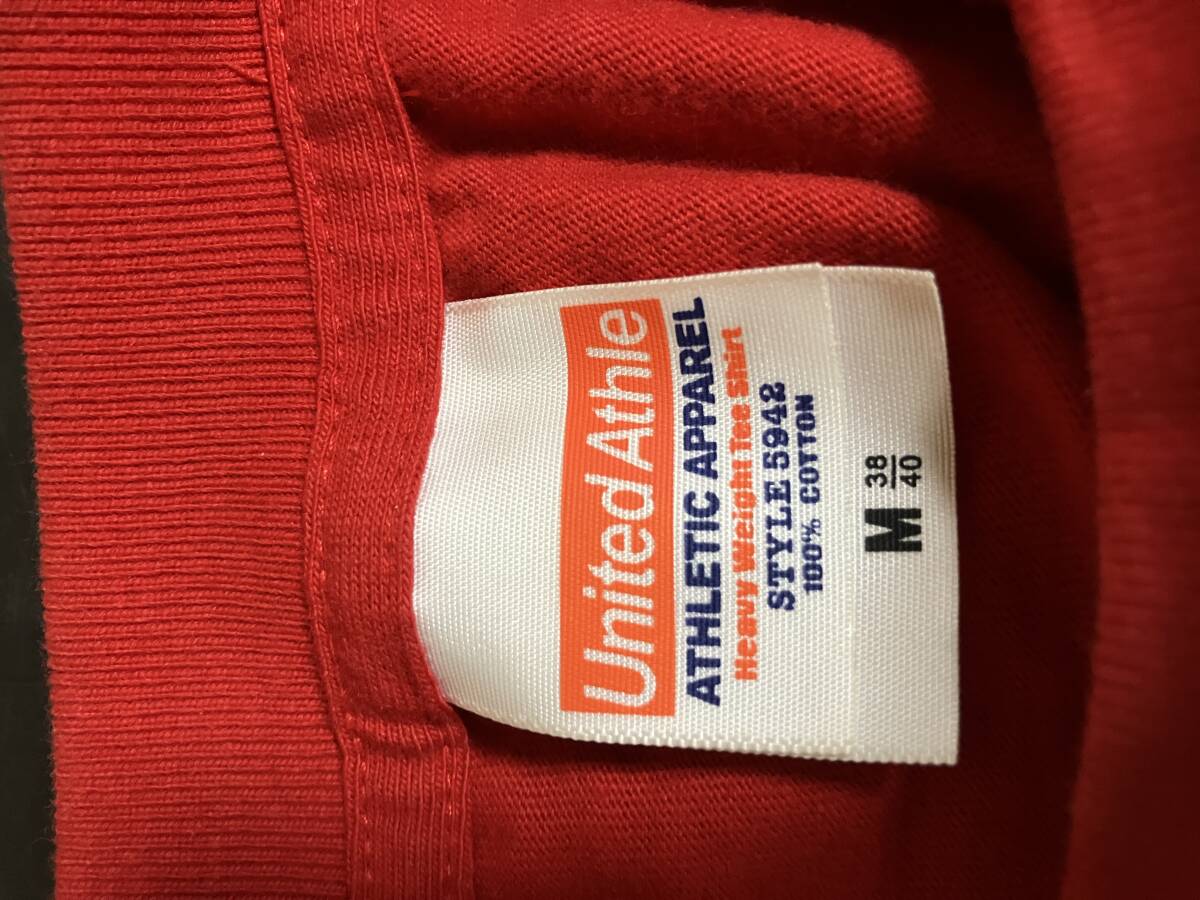 United Athle
ATHLETIC APPAREL
Heavy Weight Tee Shirt
STYLE 5942
100% COTTON
M 38/40